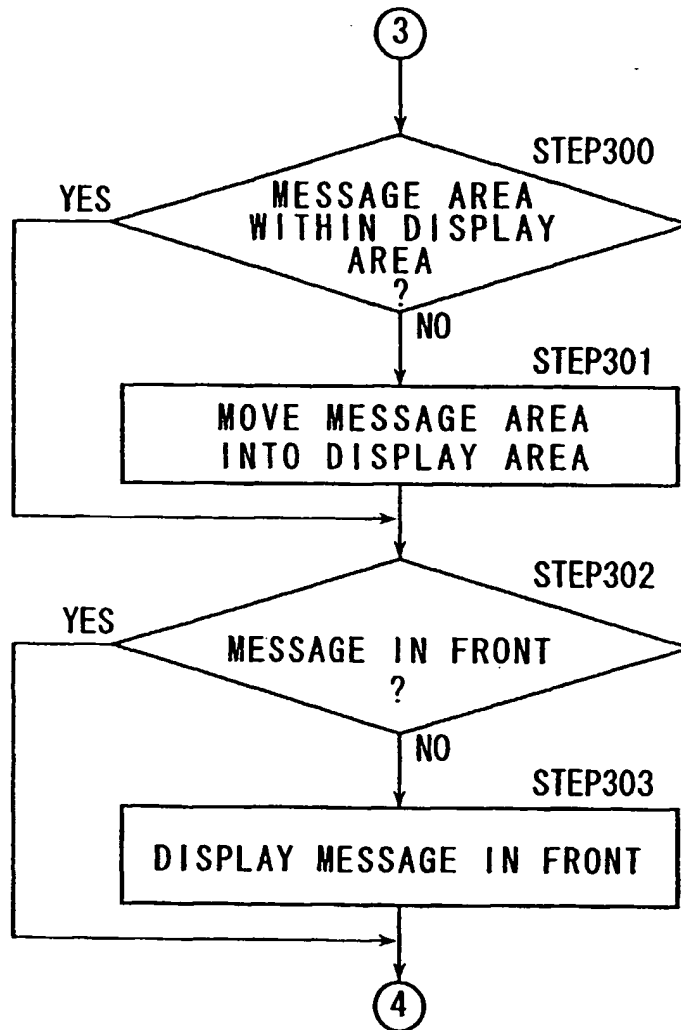 3
STEP300
YES
MESSAGE AREA
WITHIN DISPLAY
AREA
?
NO
STEP301
MOVE MESSAGE AREA
INTO DISPLAY AREA
STEP302
YES
MESSAGE IN FRONT
?
NO
STEP303
DISPLAY MESSAGE IN FRONT
4